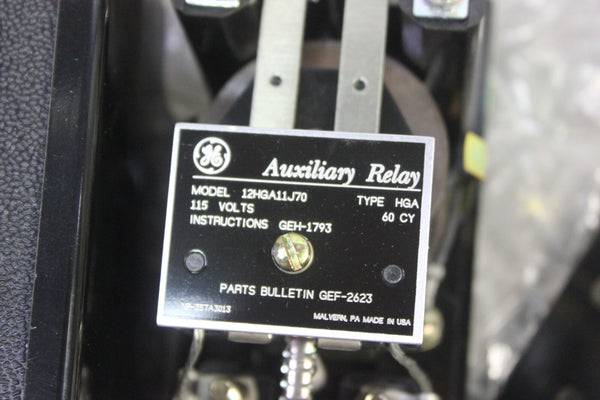 GE
Auxiliary Relay
MODEL 12HGA11J70 TYPE HGA
115 VOLTS 60 CY
INSTRUCTIONS GEH-1793
PARTS BULLETIN GEF-2623
MALVERN, PA MADE IN USA